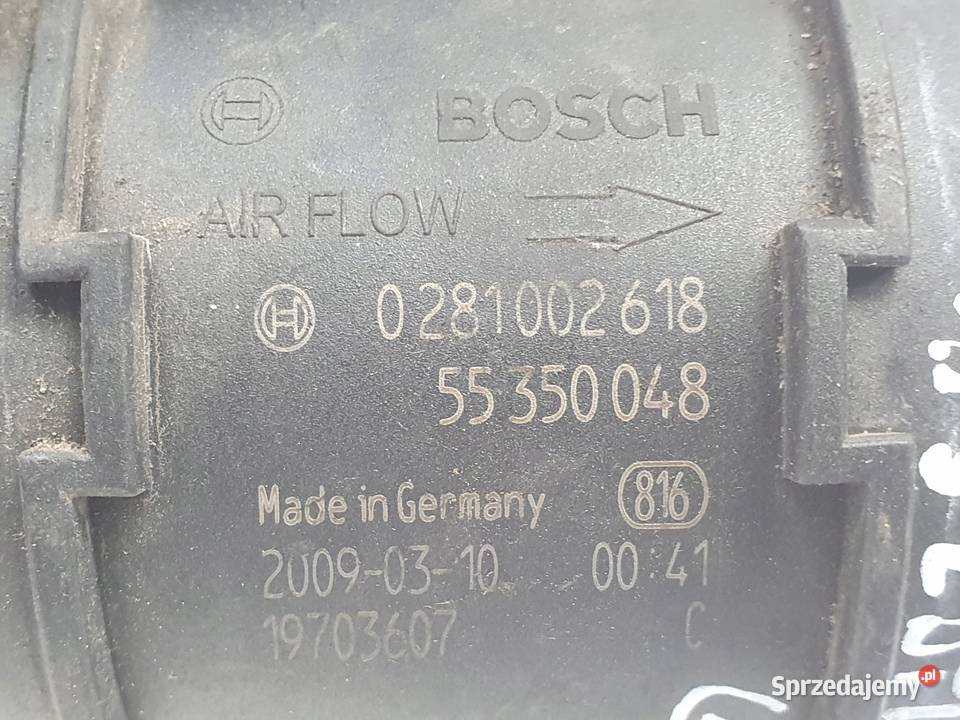 BOSCH
AIR FLOW
0 281 002 618
55 350 048
Made in Germany 816
2009-03-10 00:41
19703607 C
Sprzedajemy.pl